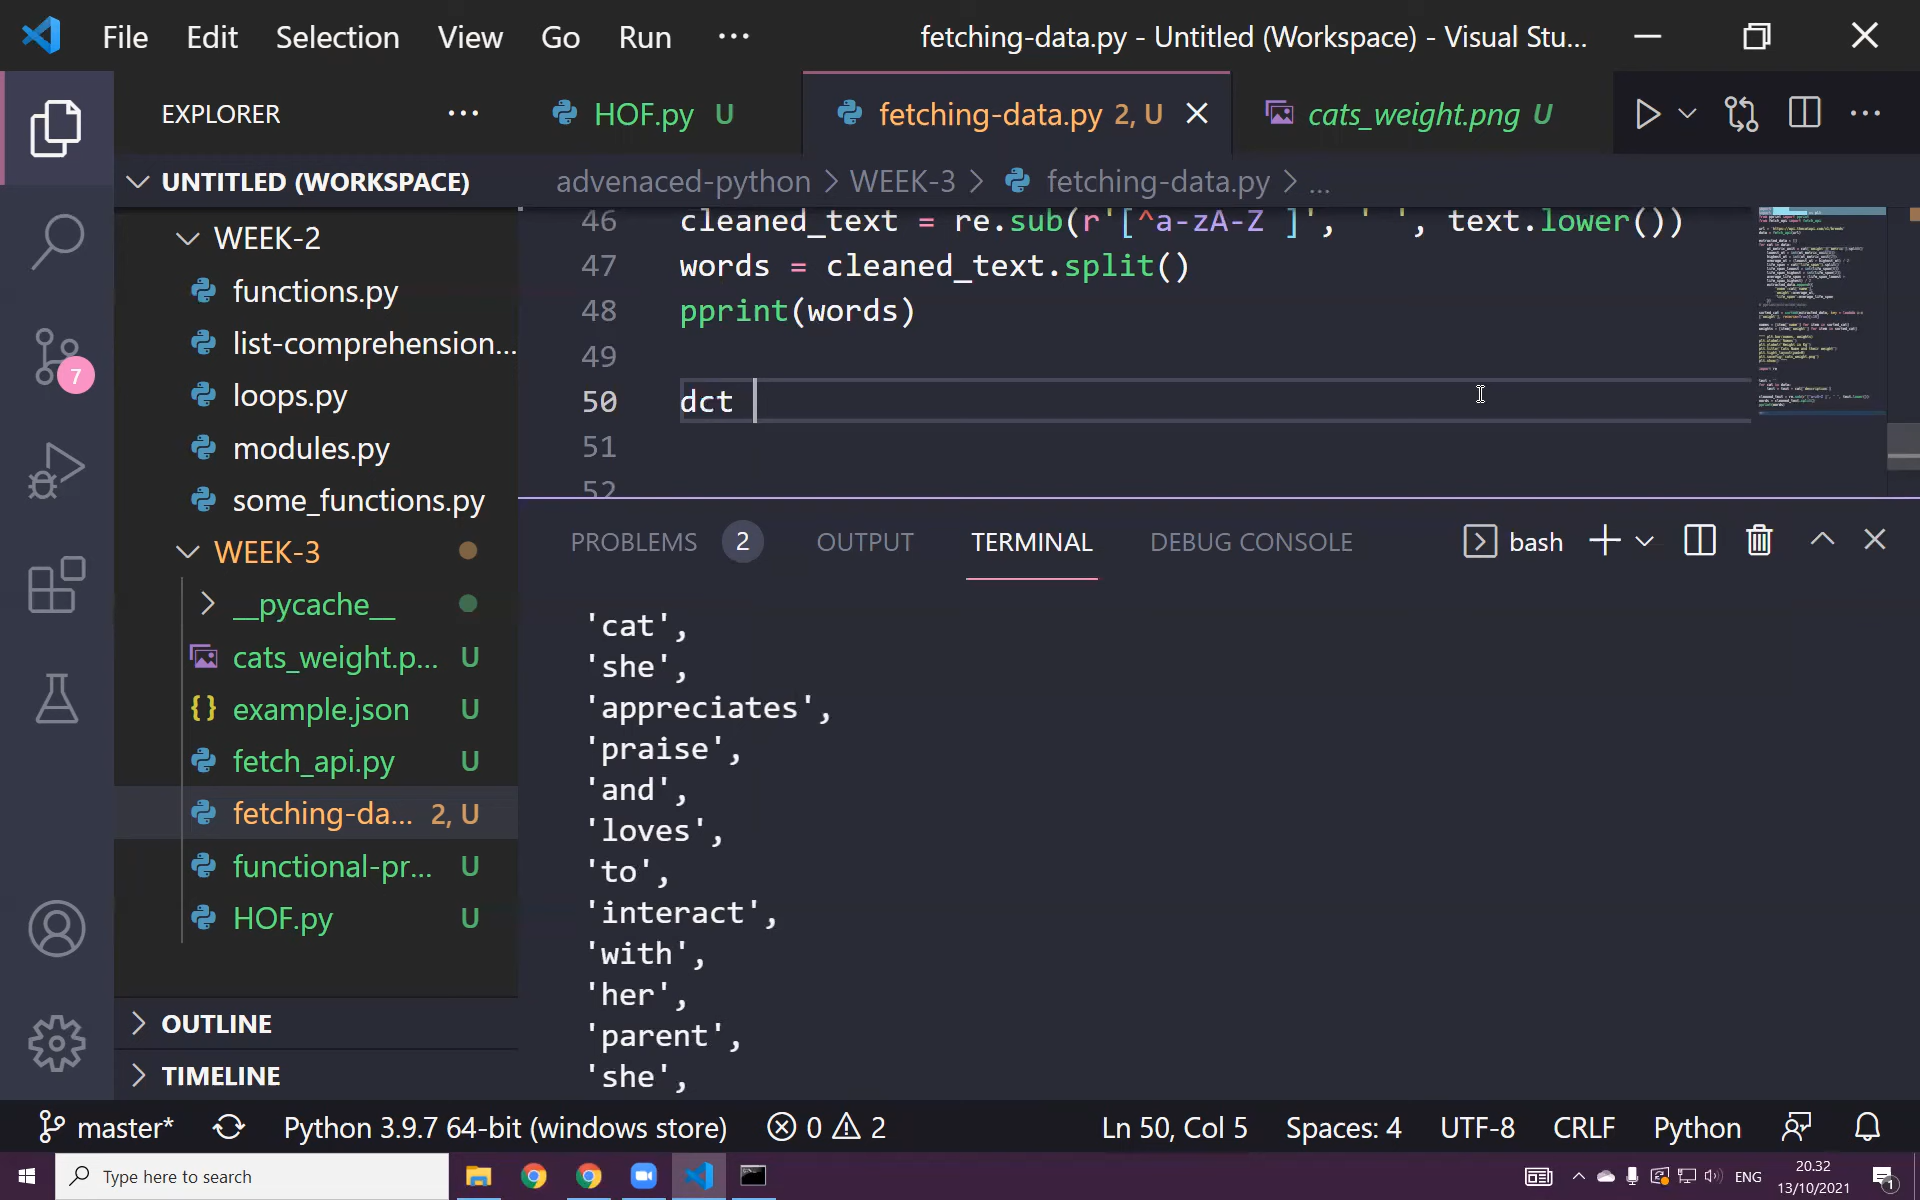 File Edit Selection View Go Run ... fetching-data.py - Untitled (Workspace) - Visual Stu...
EXPLORER ...
HOF.py U fetching-data.py 2, U cats_weight.png U ...
UNTITLED (WORKSPACE)
advenaced-python > WEEK-3 > fetching-data.py > ...
WEEK-2
functions.py
list-comprehension...
loops.py
modules.py
some_functions.py
WEEK-3
__pycache__
cats_weight.p... U
example.json U
fetch_api.py U
fetching-da... 2, U
functional-pr... U
HOF.py U
OUTLINE
TIMELINE
7
46 cleaned_text = re.sub(r'[^a-zA-Z ]', ' ', text.lower())
47 words = cleaned_text.split()
48 pprint(words)
49
50 dct
51
52
PROBLEMS 2 OUTPUT TERMINAL DEBUG CONSOLE bash
'cat',
'she',
'appreciates',
'praise',
'and',
'loves',
'to',
'interact',
'with',
'her',
'parent',
'she',
master* Python 3.9.7 64-bit (windows store) 0 2 Ln 50, Col 5 Spaces: 4 UTF-8 CRLF Python
Type here to search ENG 20.32
13/10/2021 1